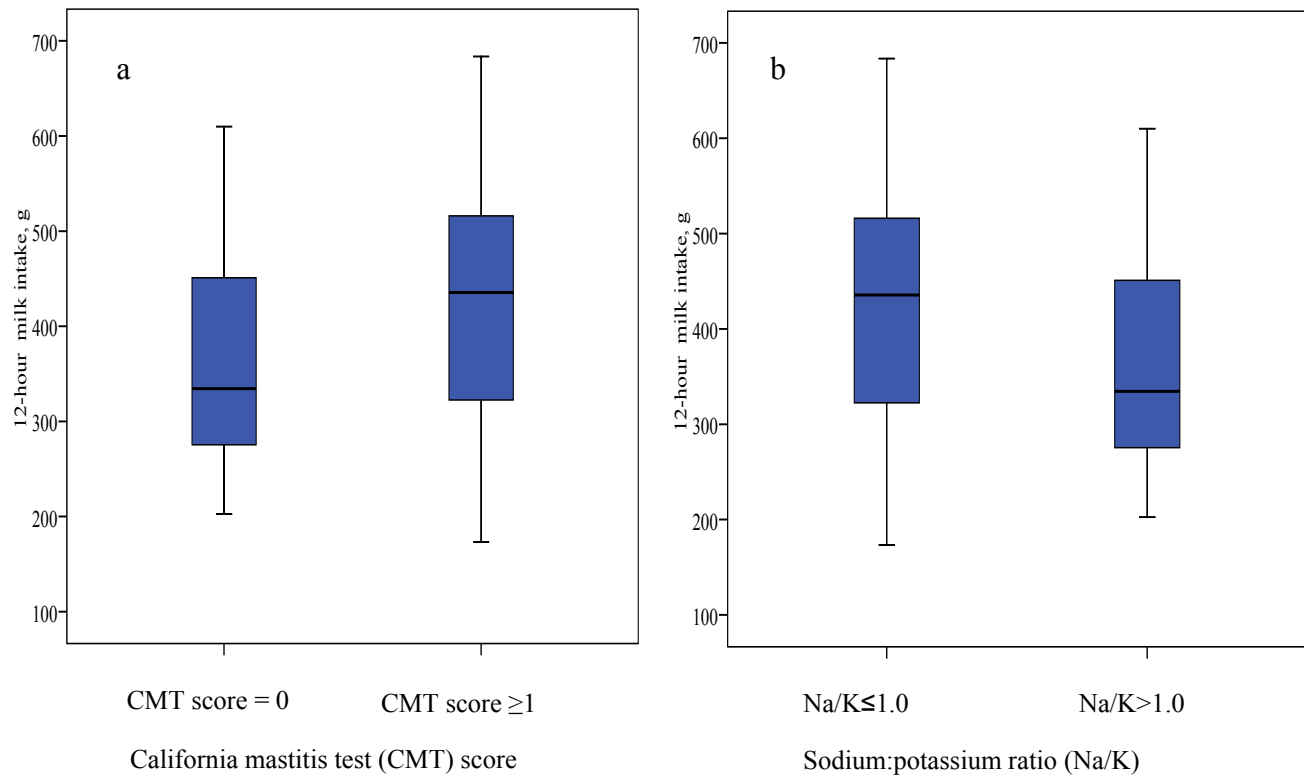 a
700
600
500
400
300
200
100
12-hour milk intake, g
CMT score = 0
CMT score ≥1
California mastitis test (CMT) score
b
700
600
500
400
300
200
100
12-hour milk intake, g
Na/K≤1.0
Na/K>1.0
Sodium:potassium ratio (Na/K)